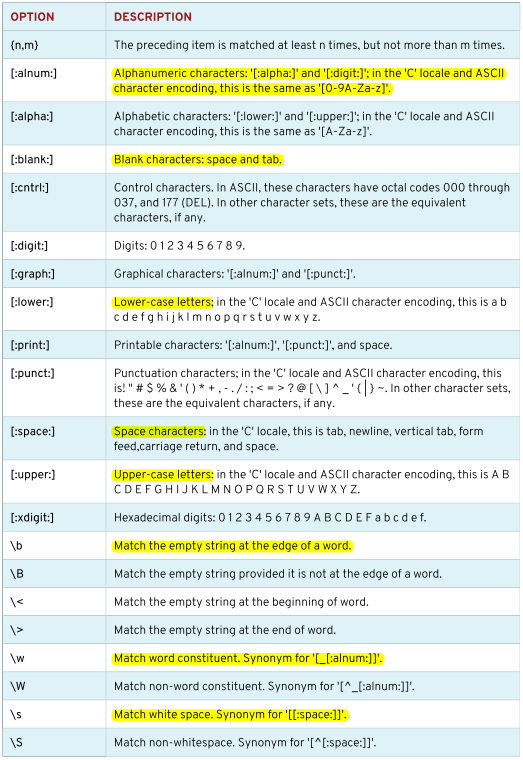 OPTION DESCRIPTION
{n,m} The preceding item is matched at least n times, but not more than m times.
[:alnum:] Alphanumeric characters: '[:alpha:]' and '[:digit:]'; in the 'C' locale and ASCII
character encoding, this is the same as '[0-9A-Za-z]'.
[:alpha:] Alphabetic characters: '[:lower:]' and '[:upper:]'; in the 'C' locale and ASCII
character encoding, this is the same as '[A-Za-z]'.
[:blank:] Blank characters: space and tab.
[:cntrl:] Control characters. In ASCII, these characters have octal codes 000 through
037, and 177 (DEL). In other character sets, these are the equivalent
characters, if any.
[:digit:] Digits: 0 1 2 3 4 5 6 7 8 9.
[:graph:] Graphical characters: '[:alnum:]' and '[:punct:]'.
[:lower:] Lower-case letters; in the 'C' locale and ASCII character encoding, this is a b
c d e f g h i j k l m n o p q r s t u v w x y z.
[:print:] Printable characters: '[:alnum:]', '[:punct:]', and space.
[:punct:] Punctuation characters; in the 'C' locale and ASCII character encoding, this
is! " # $ % & ' ( ) * + , - . / : ; < = > ? @ [ \ ] ^ _ ' { | } ~. In other character sets,
these are the equivalent characters, if any.
[:space:] Space characters: in the 'C' locale, this is tab, newline, vertical tab, form
feed,carriage return, and space.
[:upper:] Upper-case letters: in the 'C' locale and ASCII character encoding, this is A B
C D E F G H I J K L M N O P Q R S T U V W X Y Z.
[:xdigit:] Hexadecimal digits: 0 1 2 3 4 5 6 7 8 9 A B C D E F a b c d e f.
\b Match the empty string at the edge of a word.
\B Match the empty string provided it is not at the edge of a word.
\< Match the empty string at the beginning of word.
\> Match the empty string at the end of word.
\w Match word constituent. Synonym for '[_[:alnum:]]'.
\W Match non-word constituent. Synonym for '[^_[:alnum:]]'.
\s Match white space. Synonym for '[[:space:]]'.
\S Match non-whitespace. Synonym for '[^[:space:]]'.